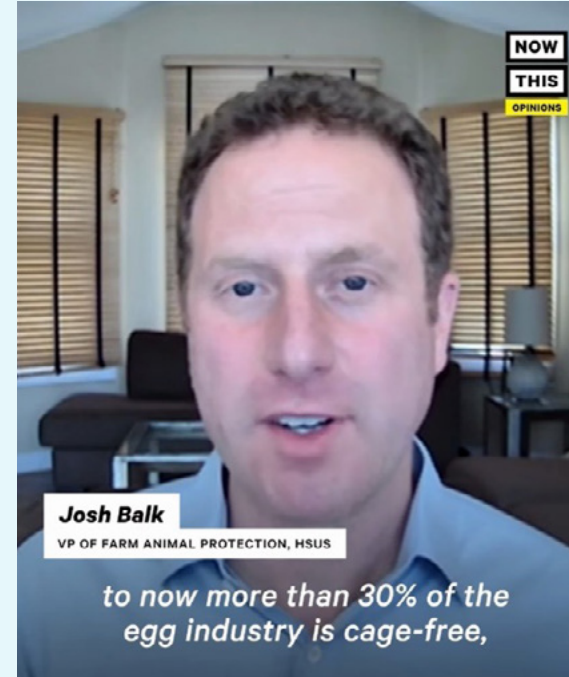 NOW
THIS
OPINIONS
Josh Balk
VP OF FARM ANIMAL PROTECTION, HSUS
to now more than 30% of the
egg industry is cage-free,